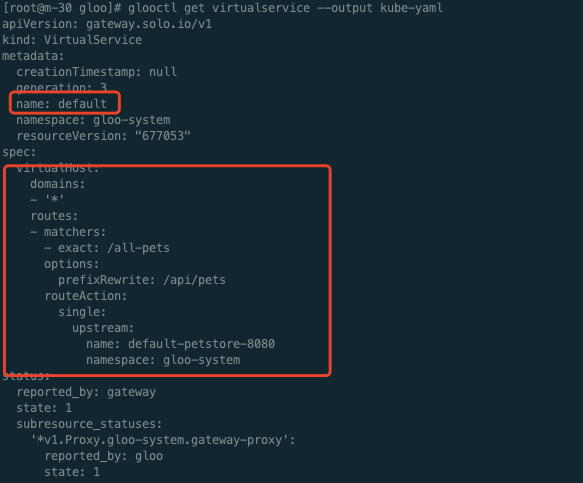 [root@m-30 gloo]# glooctl get virtualservice --output kube-yaml
apiVersion: gateway.solo.io/v1
kind: VirtualService
metadata:
  creationTimestamp: null
  generation: 3
  name: default
  namespace: gloo-system
  resourceVersion: "677053"
spec:
  virtualHost:
    domains:
    - '*'
    routes:
    - matchers:
      - exact: /all-pets
      options:
        prefixRewrite: /api/pets
      routeAction:
        single:
          upstream:
            name: default-petstore-8080
            namespace: gloo-system
status:
  reported_by: gateway
  state: 1
  subresource_statuses:
    '*v1.Proxy.gloo-system.gateway-proxy':
      reported_by: gloo
      state: 1